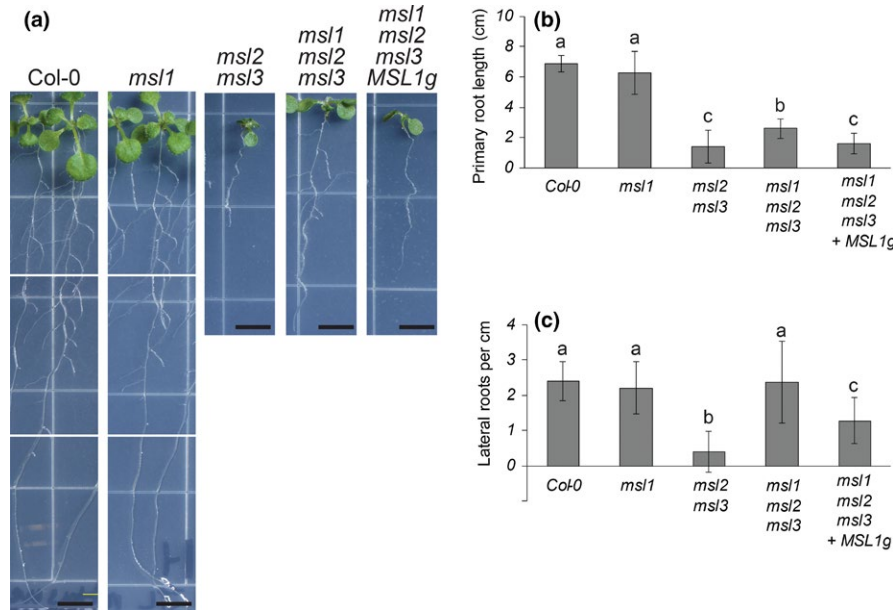 (a)
Col-0
msl1
msl2
msl3
msl1
msl2
msl3
msl1
msl2
msl3
MSL1g
(b)
Primary root length (cm)
10
8
6
4
2
0
a
a
c
b
c
Col-0
msl1
msl2
msl3
msl1
msl2
msl3
msl1
msl2
msl3
+ MSL1g
(c)
Lateral roots per cm
4
3
2
1
0
a
a
b
a
c
Col-0
msl1
msl2
msl3
msl1
msl2
msl3
msl1
msl2
msl3
+ MSL1g